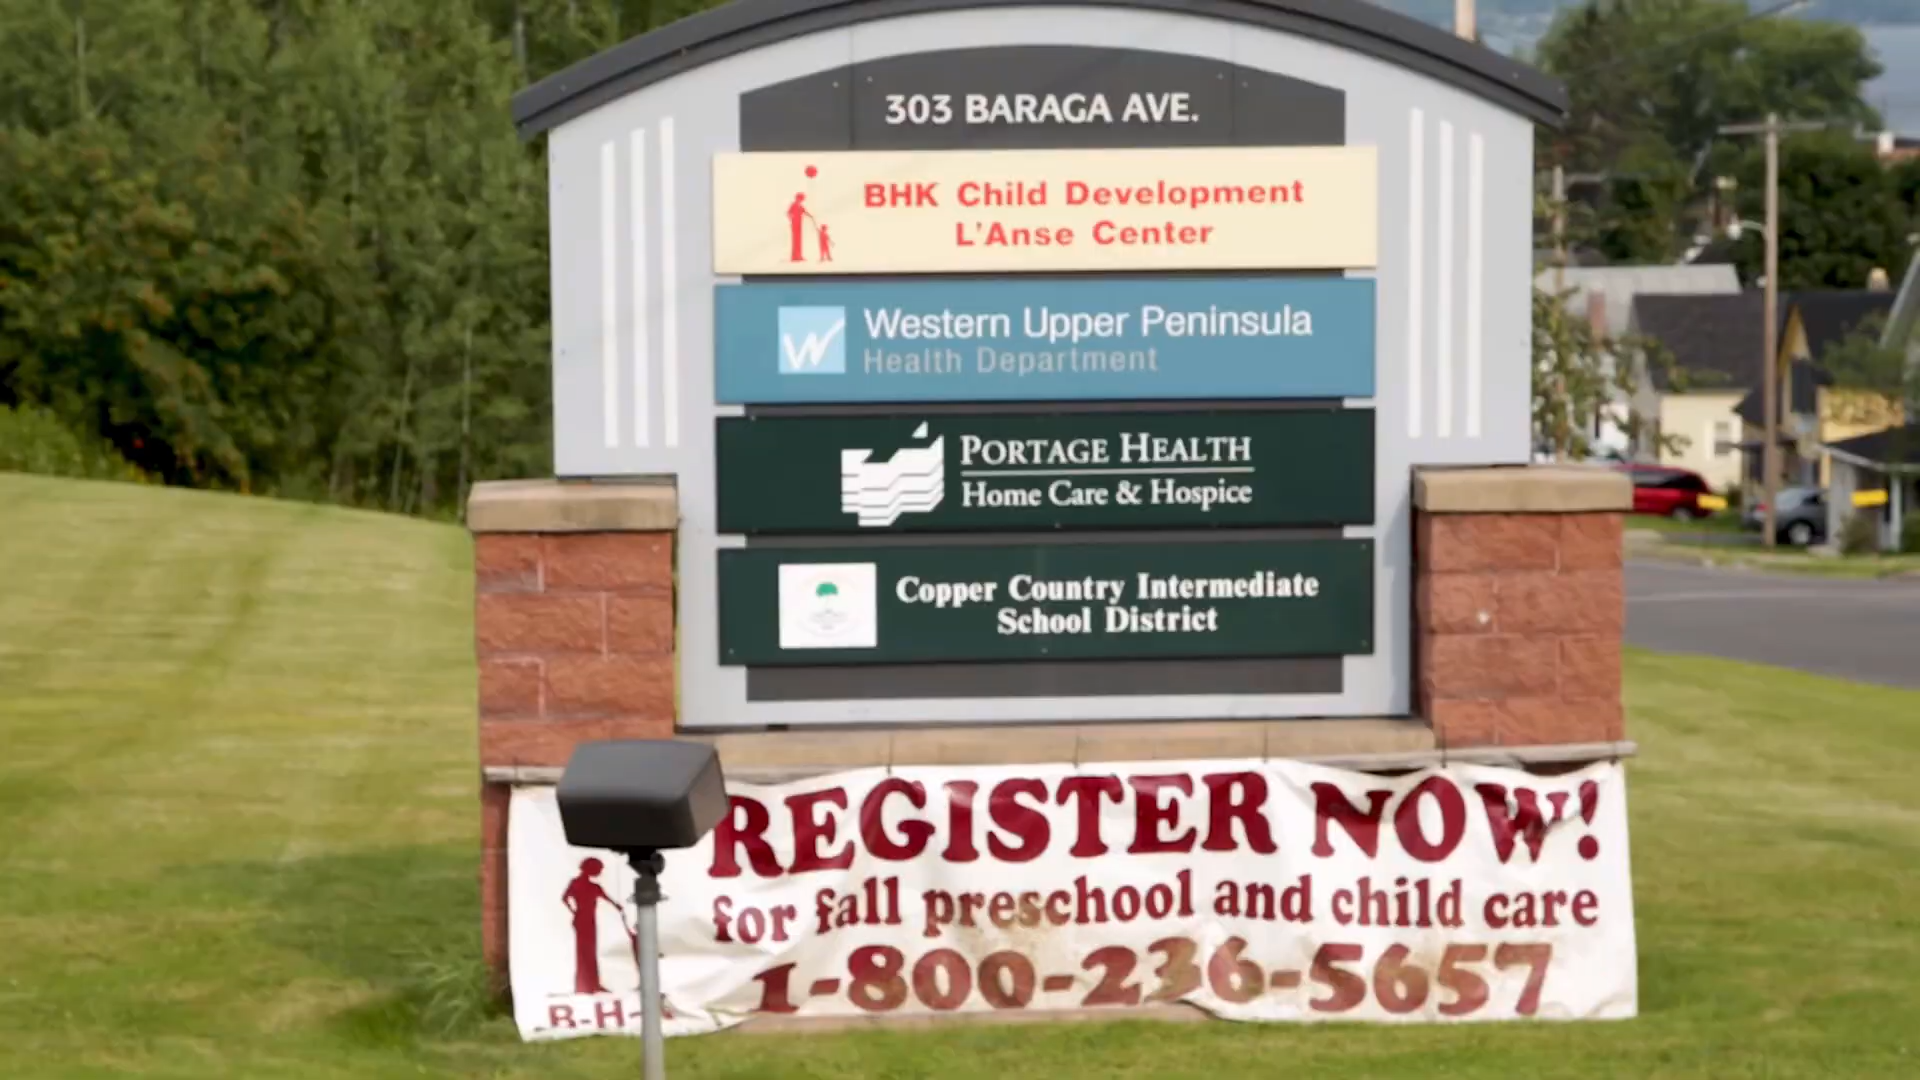 303 BARAGA AVE.
BHK Child Development
L'Anse Center
Western Upper Peninsula
Health Department
PORTAGE HEALTH
Home Care & Hospice
Copper Country Intermediate
School District
REGISTER NOW!
for fall preschool and child care
1-800-236-5657
B-H-